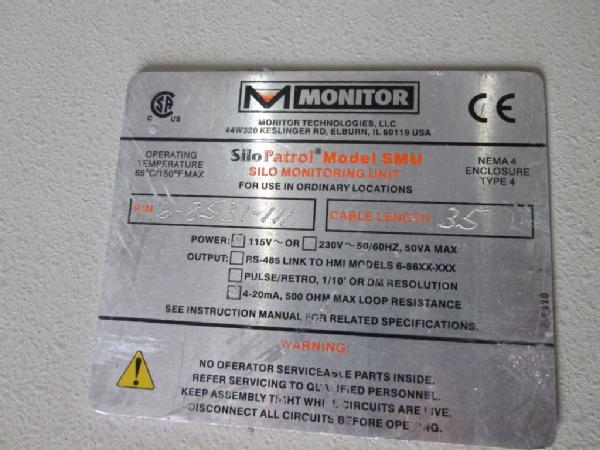 MONITOR
MONITOR TECHNOLOGIES, LLC
44W320 KESLINGER RD, ELBURN, IL 60119 USA
C US
CE
OPERATING
TEMPERATURE
65°C/150°F MAX
SiloPatrol® Model SMU
SILO MONITORING UNIT
FOR USE IN ORDINARY LOCATIONS
NEMA 4
ENCLOSURE
TYPE 4
P/N
CABLE LENGTH 35
POWER: 115V~ OR 230V~ 50/60HZ, 50VA MAX
OUTPUT: RS-485 LINK TO HMI MODELS 6-86XX-XXX
PULSE/RETRO, 1/10' OR DM RESOLUTION
4-20mA, 500 OHM MAX LOOP RESISTANCE
SEE INSTRUCTION MANUAL FOR RELATED SPECIFICATIONS.
WARNING:
NO OPERATOR SERVICEABLE PARTS INSIDE.
REFER SERVICING TO QUALIFIED PERSONNEL.
KEEP ASSEMBLY TIGHT WHILE CIRCUITS ARE LIVE.
DISCONNECT ALL CIRCUITS BEFORE OPENING.